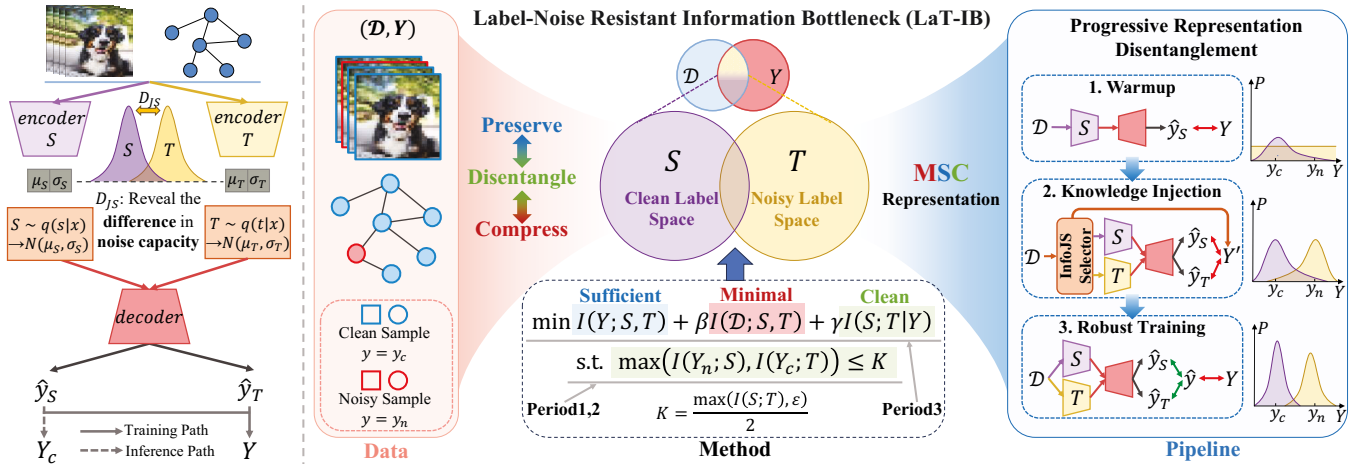 encoder
S
D_JS
encoder
T
S
T
μ_S σ_S
μ_T σ_T
D_JS: Reveal the
difference in
noise capacity
S ~ q(s|x)
→N(μ_S, σ_S)
T ~ q(t|x)
→N(μ_T, σ_T)
decoder
ŷ_S
ŷ_T
Y_c
Y
Training Path
Inference Path
Label-Noise Resistant Information Bottleneck (LaT-IB)
(𝒟, Y)
Clean Sample
y = y_c
Noisy Sample
y = y_n
Data
Preserve
Disentangle
Compress
𝒟
Y
S
Clean Label
Space
T
Noisy Label
Space
MSC
Representation
Sufficient
Minimal
Clean
min I(Y; S, T) + βI(𝒟; S, T) + γI(S; T|Y)
s.t. max(I(Y_n; S), I(Y_c; T)) ≤ K
Period1,2
K = max(I(S; T), ε) / 2
Period3
Method
Progressive Representation
Disentanglement
1. Warmup
𝒟
S
ŷ_S
Y
P
y_c
y_n
Y
2. Knowledge Injection
𝒟
InfoJS
Selector
S
T
ŷ_S
ŷ_T
Y′
P
y_c
y_n
Y
3. Robust Training
𝒟
S
T
ŷ_S
ŷ_T
ŷ
Y
P
y_c
y_n
Y
Pipeline